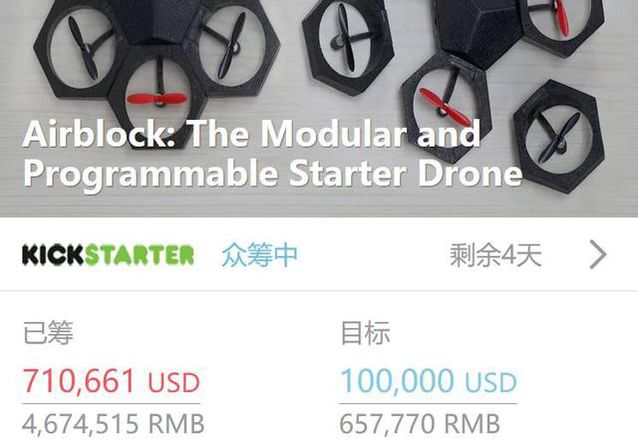 Airblock: The Modular and
Programmable Starter Drone
KICKSTARTER 众筹中 剩余4天
已筹 目标
710,661 USD 100,000 USD
4,674,515 RMB 657,770 RMB